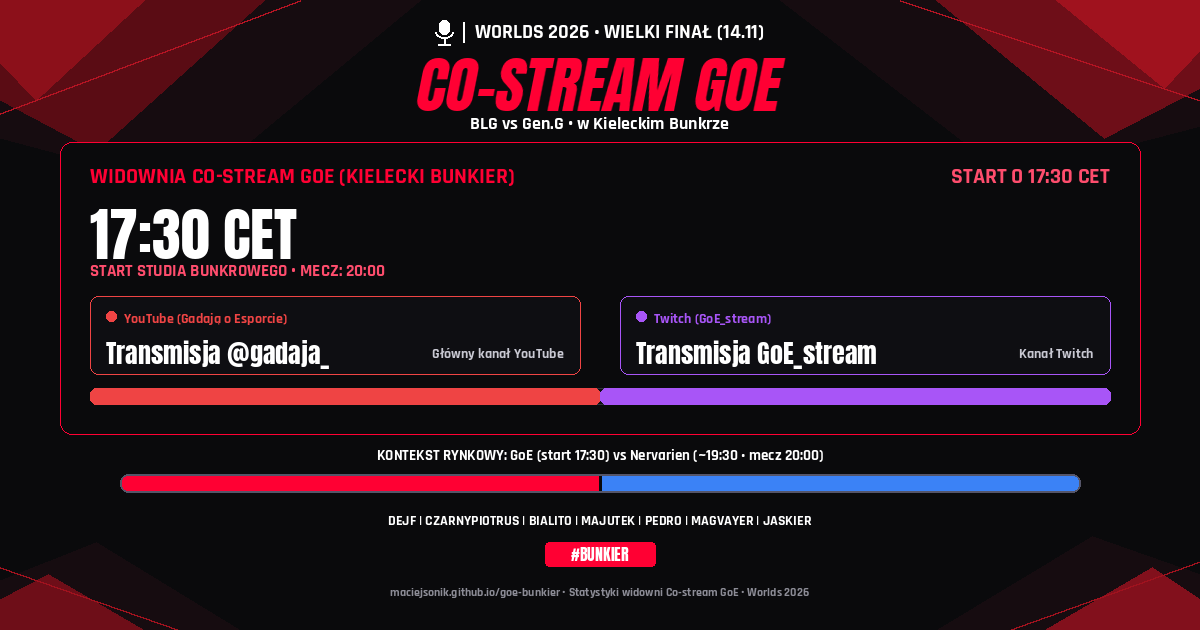 | WORLDS 2026 • WIELKI FINAŁ (14.11)
CO-STREAM GOE
BLG vs Gen.G • w Kieleckim Bunkrze
WIDOWNIA CO-STREAM GOE (KIELECKI BUNKIER)
START O 17:30 CET
17:30 CET
START STUDIA BUNKROWEGO • MECZ: 20:00
YouTube (Gadają o Esporcie)
Transmisja @gadaja_
Główny kanał YouTube
Twitch (GoE_stream)
Transmisja GoE_stream
Kanał Twitch
KONTEKST RYNKOWY: GoE (start 17:30) vs Nervarien (~19:30 • mecz 20:00)
DEJF | CZARNYPIOTRUS | BIALITO | MAJUTEK | PEDRO | MAGVAYER | JASKIER
#BUNKIER
maciejsonik.github.io/goe-bunkier • Statystyki widowni Co-stream GoE • Worlds 2026